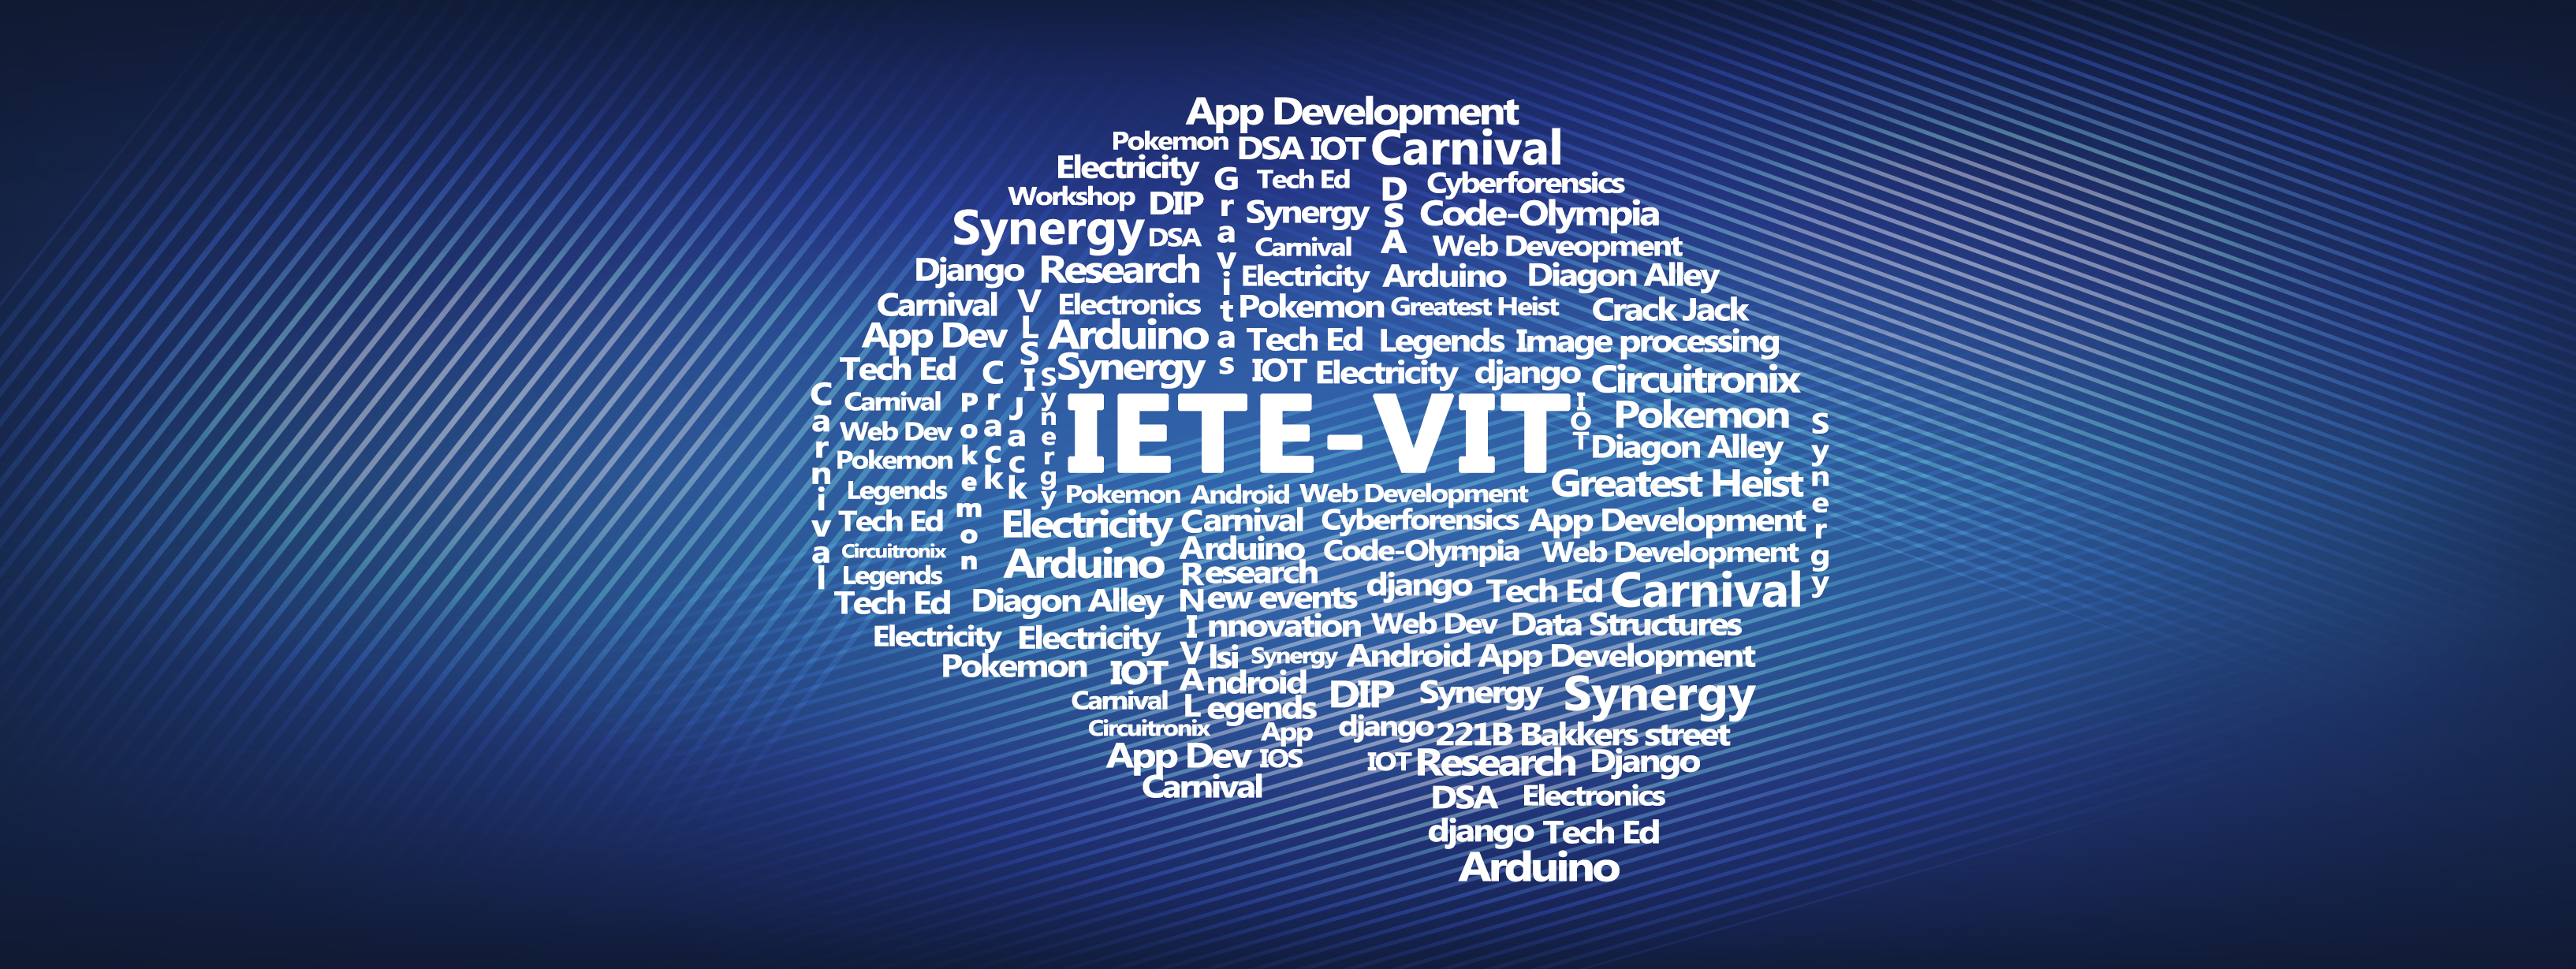 App Development
Pokemon DSA IOT Carnival
Electricity Tech Ed Cyberforensics
Gravitas
DSA
Workshop DIP Synergy Code-Olympia
Synergy DSA Carnival Web Deveopment
Django Research Electricity Arduino Diagon Alley
Carnival Electronics Pokemon Greatest Heist Crack Jack
VLSI
App Dev Arduino Tech Ed Legends Image processing
Tech Ed Synergy IOT Electricity django Circuitronix
Carnival
Carnival
Pokemon
Crack
Jack
Synergy
IETE-VIT
IOT
Pokemon
Synergy
Web Dev
Diagon Alley
Pokemon
Legends Pokemon Android Web Development Greatest Heist
Tech Ed Electricity Carnival Cyberforensics App Development
Circuitronix Arduino Arduino Code-Olympia Web Development
Legends Research django Tech Ed Carnival
Tech Ed Diagon Alley New events
Electricity Electricity Innovation Web Dev Data Structures
Pokemon IOT Vlsi Synergy Android App Development
Carnival Android DIP Synergy Synergy
Legends
Circuitronix App django 221B Bakkers street
App Dev IOS IOT Research Django
Carnival DSA Electronics
django Tech Ed
Arduino